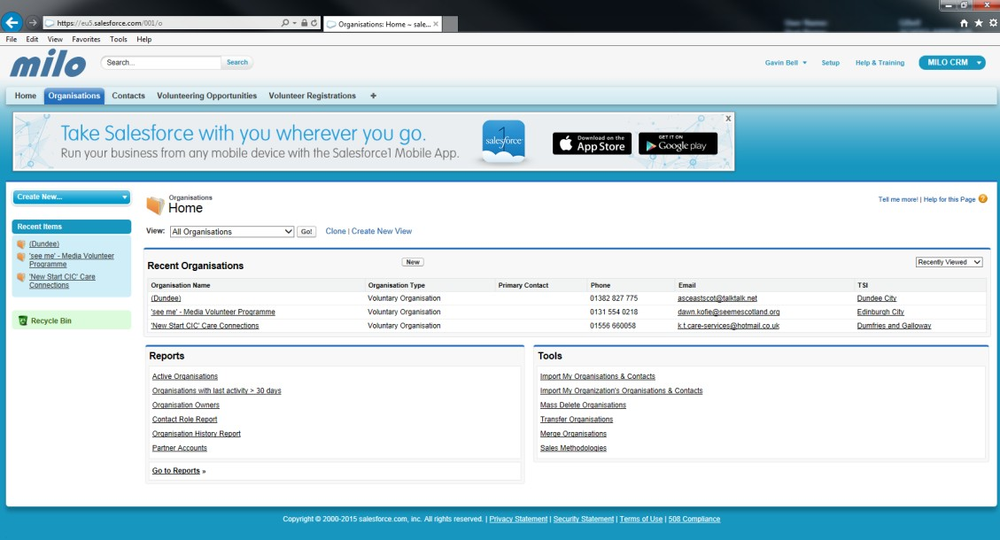 https://eu5.salesforce.com/001/o
Organisations: Home ~ sale...
File Edit View Favorites Tools Help
milo
Search...
Search
Gavin Bell
Setup
Help & Training
MILO CRM
Home Organisations Contacts Volunteering Opportunities Volunteer Registrations +
Take Salesforce with you wherever you go.
Run your business from any mobile device with the Salesforce1 Mobile App.
1
salesforce
Download on the
App Store
GET IT ON
Google play
X
Create New...
Recent Items
(Dundee)
'see me' - Media Volunteer
Programme
'New Start CIC' Care
Connections
Recycle Bin
Organisations
Home
Tell me more! | Help for this Page
View: All Organisations Go! Clone | Create New View
Recent Organisations New Recently Viewed
Organisation Name Organisation Type Primary Contact Phone Email TSI
(Dundee) Voluntary Organisation 01382 827 775 asceastscot@talktalk.net Dundee City
'see me' - Media Volunteer Programme Voluntary Organisation 0131 554 0218 dawn.kofie@seemescotland.org Edinburgh City
'New Start CIC' Care Connections Voluntary Organisation 01556 660058 k.t.care-services@hotmail.co.uk Dumfries and Galloway
Reports
Active Organisations
Organisations with last activity > 30 days
Organisation Owners
Contact Role Report
Organisation History Report
Partner Accounts
Go to Reports »
Tools
Import My Organisations & Contacts
Import My Organization's Organisations & Contacts
Mass Delete Organisations
Transfer Organisations
Merge Organisations
Sales Methodologies
Copyright © 2000-2015 salesforce.com, inc. All rights reserved. | Privacy Statement | Security Statement | Terms of Use | 508 Compliance